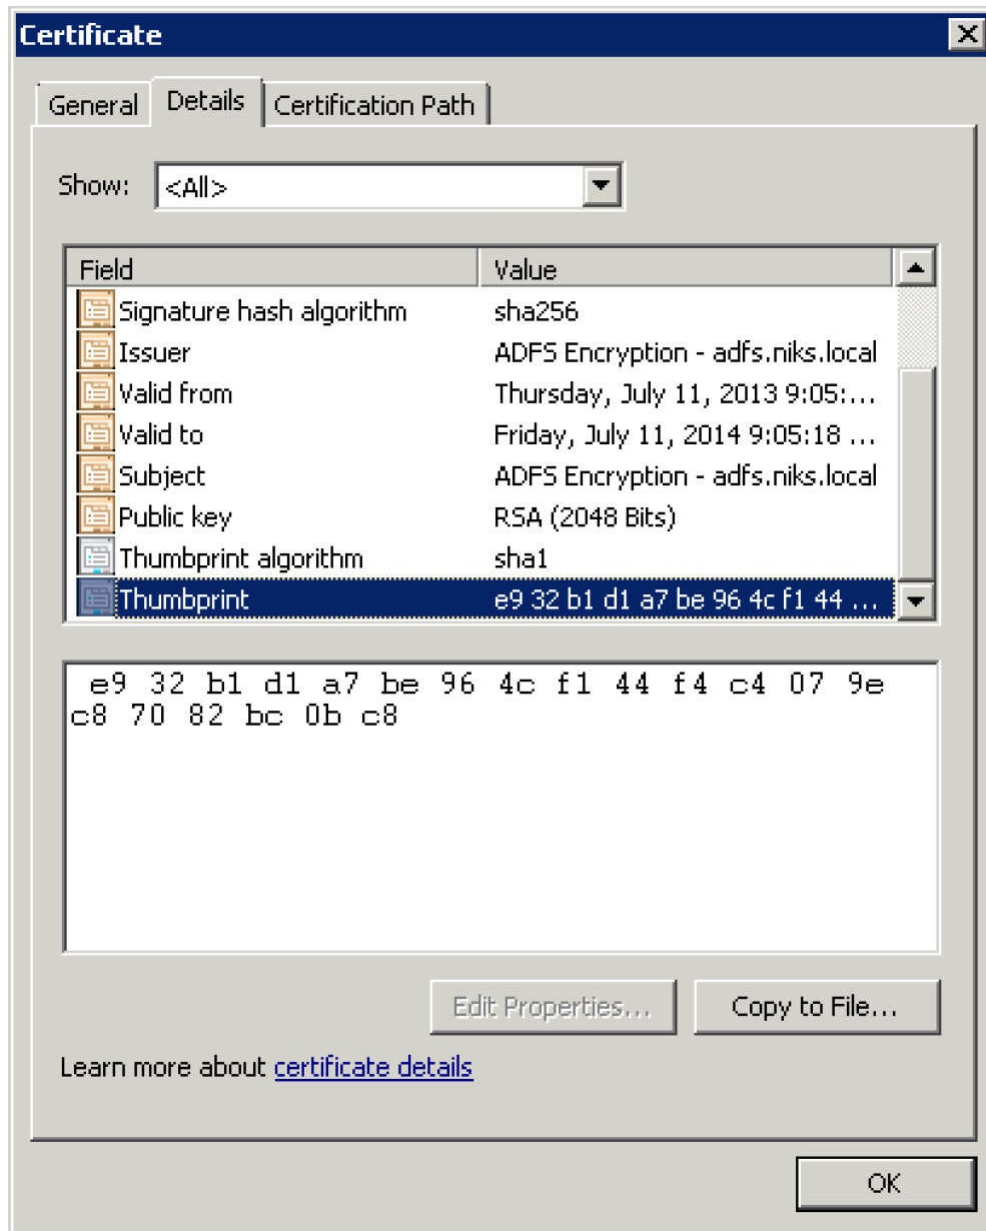 Certificate
General Details Certification Path
Show: <All>
Field Value
Signature hash algorithm sha256
Issuer ADFS Encryption - adfs.niks.local
Valid from Thursday, July 11, 2013 9:05:...
Valid to Friday, July 11, 2014 9:05:18 ...
Subject ADFS Encryption - adfs.niks.local
Public key RSA (2048 Bits)
Thumbprint algorithm sha1
Thumbprint e9 32 b1 d1 a7 be 96 4c f1 44 ...
e9 32 b1 d1 a7 be 96 4c f1 44 f4 c4 07 9e
c8 70 82 bc 0b c8
Edit Properties... Copy to File...
Learn more about certificate details
OK